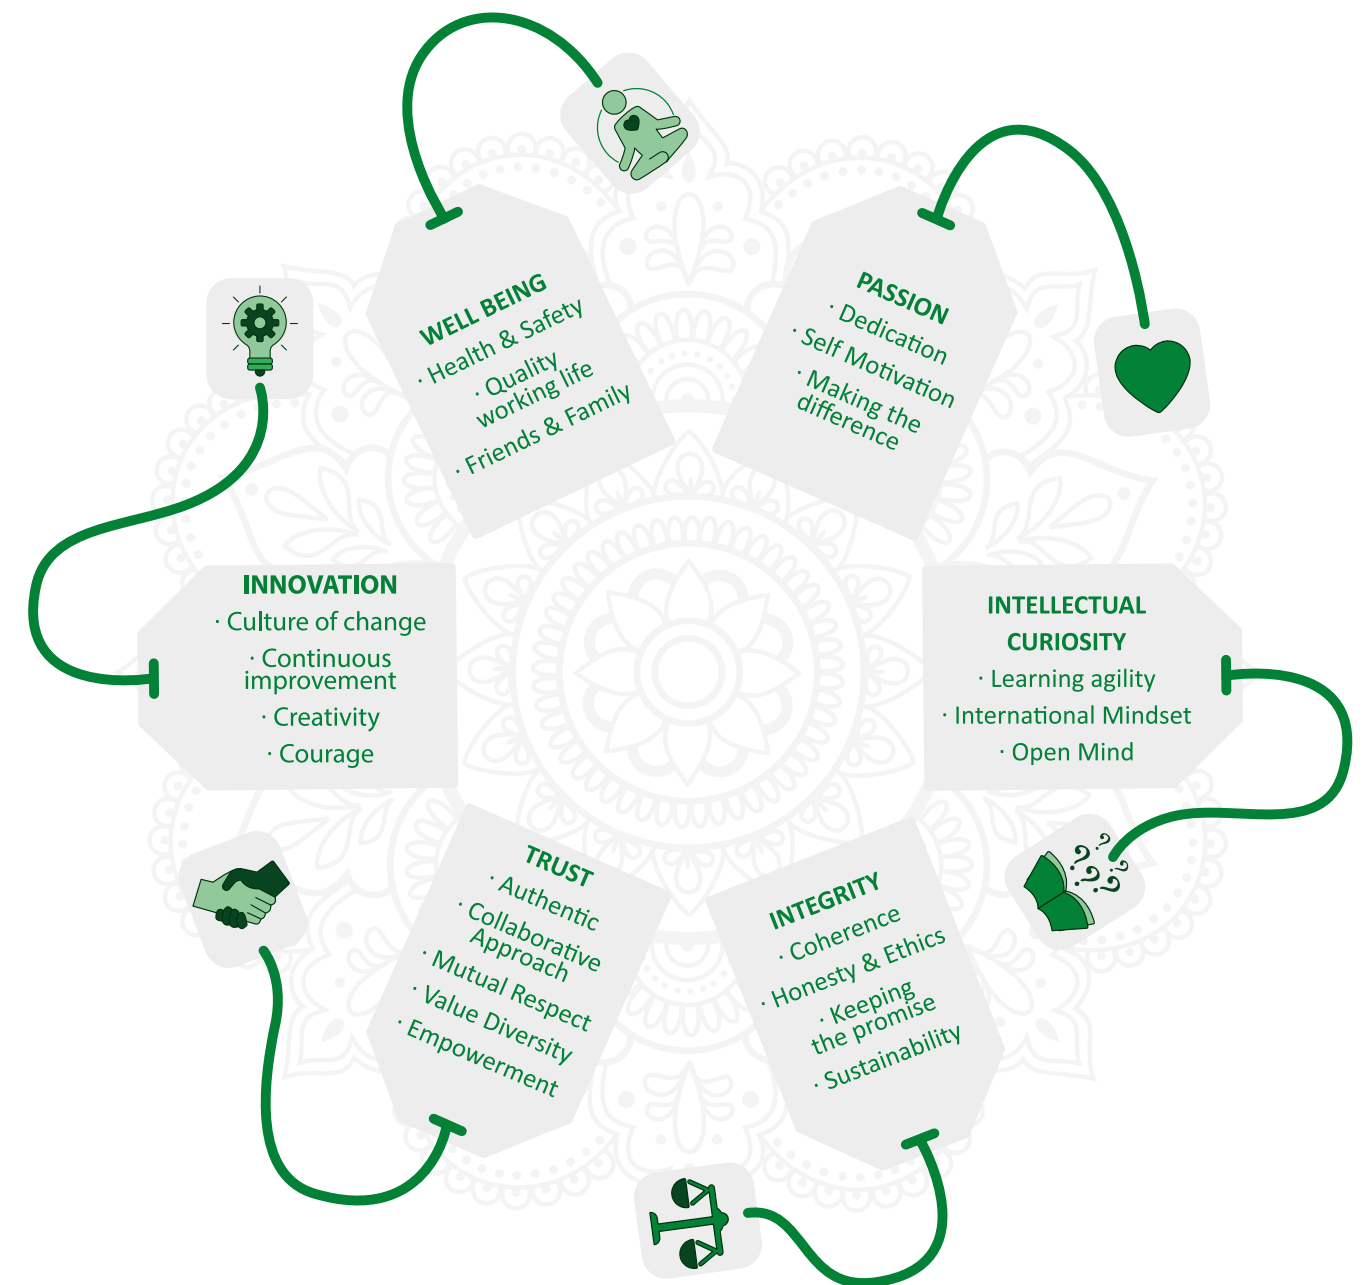 WELL BEING
· Health & Safety
· Quality
working life
· Friends & Family
PASSION
· Dedication
· Self Motivation
· Making the
difference
INNOVATION
· Culture of change
· Continuous
improvement
· Creativity
· Courage
INTELLECTUAL
CURIOSITY
· Learning agility
· International Mindset
· Open Mind
TRUST
· Authentic
· Collaborative
Approach
· Mutual Respect
· Value Diversity
· Empowerment
INTEGRITY
· Coherence
· Honesty & Ethics
· Keeping
the promise
· Sustainability
?????